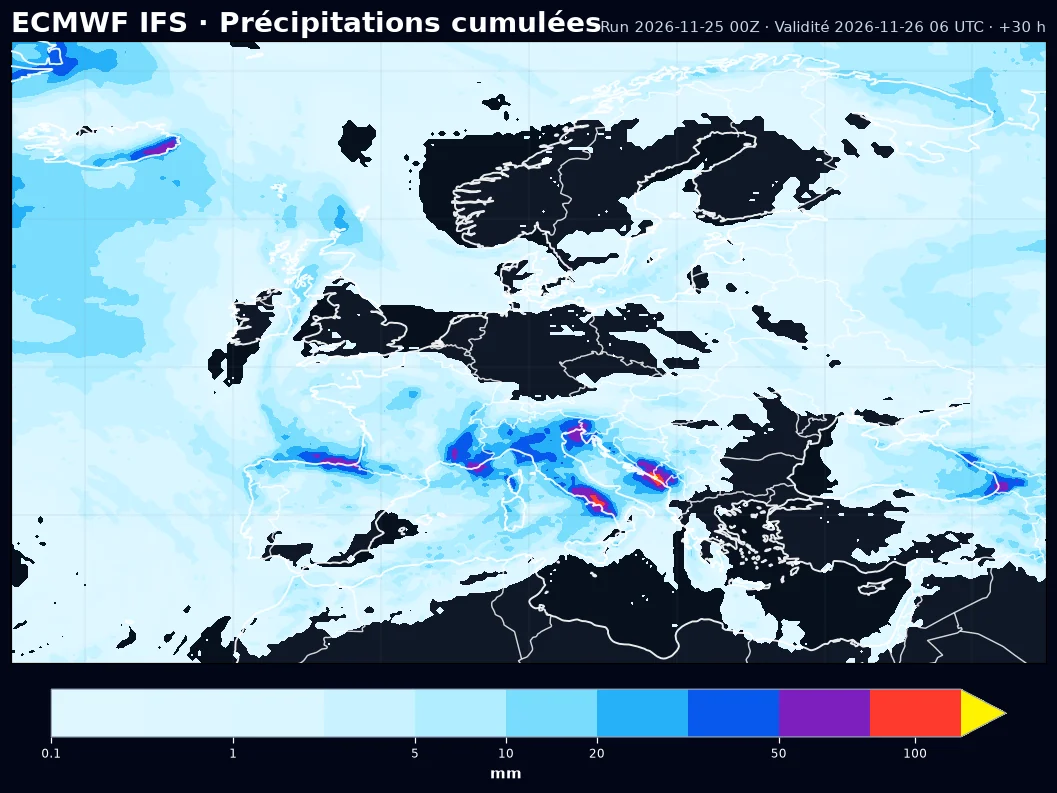 ECMWF IFS · Précipitations cumulées
Run 2026-11-25 00Z · Validité 2026-11-26 06 UTC · +30 h
0.1 1 5 10 20 50 100
mm